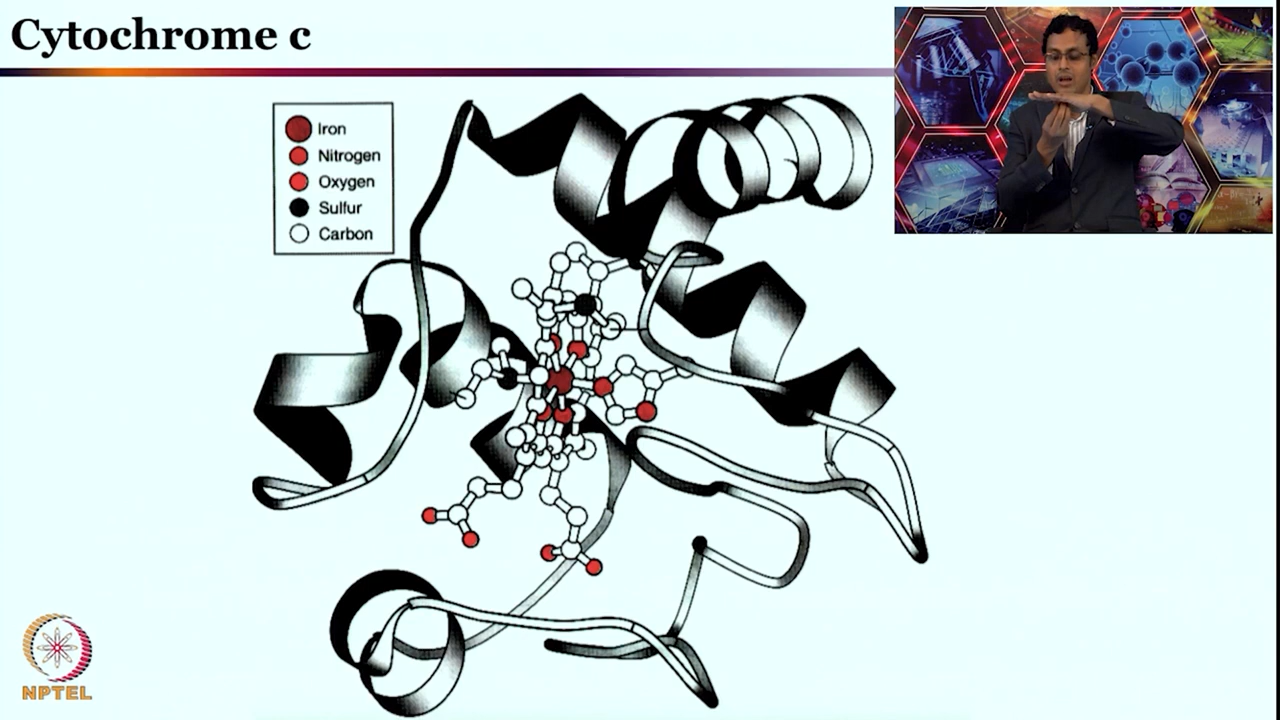 Cytochrome c
Iron
Nitrogen
Oxygen
Sulfur
Carbon
NPTEL